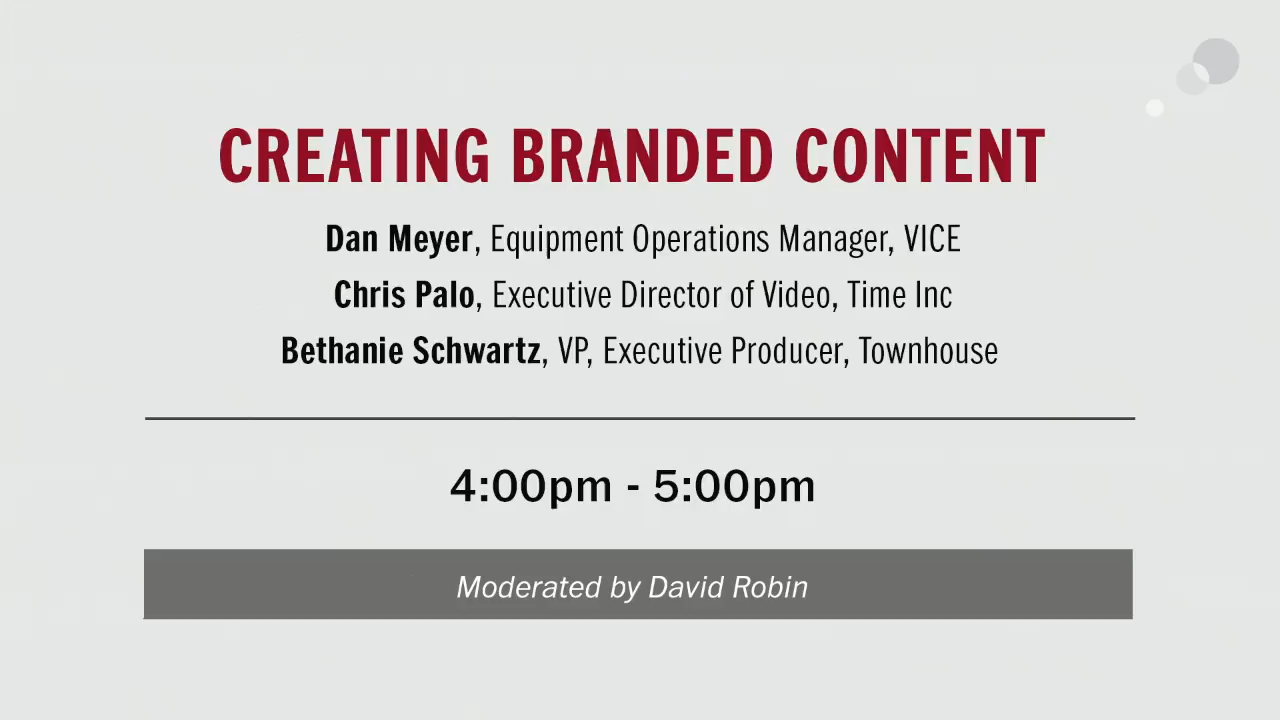 CREATING BRANDED CONTENT
Dan Meyer, Equipment Operations Manager, VICE
Chris Palo, Executive Director of Video, Time Inc
Bethanie Schwartz, VP, Executive Producer, Townhouse
4:00pm - 5:00pm
Moderated by David Robin